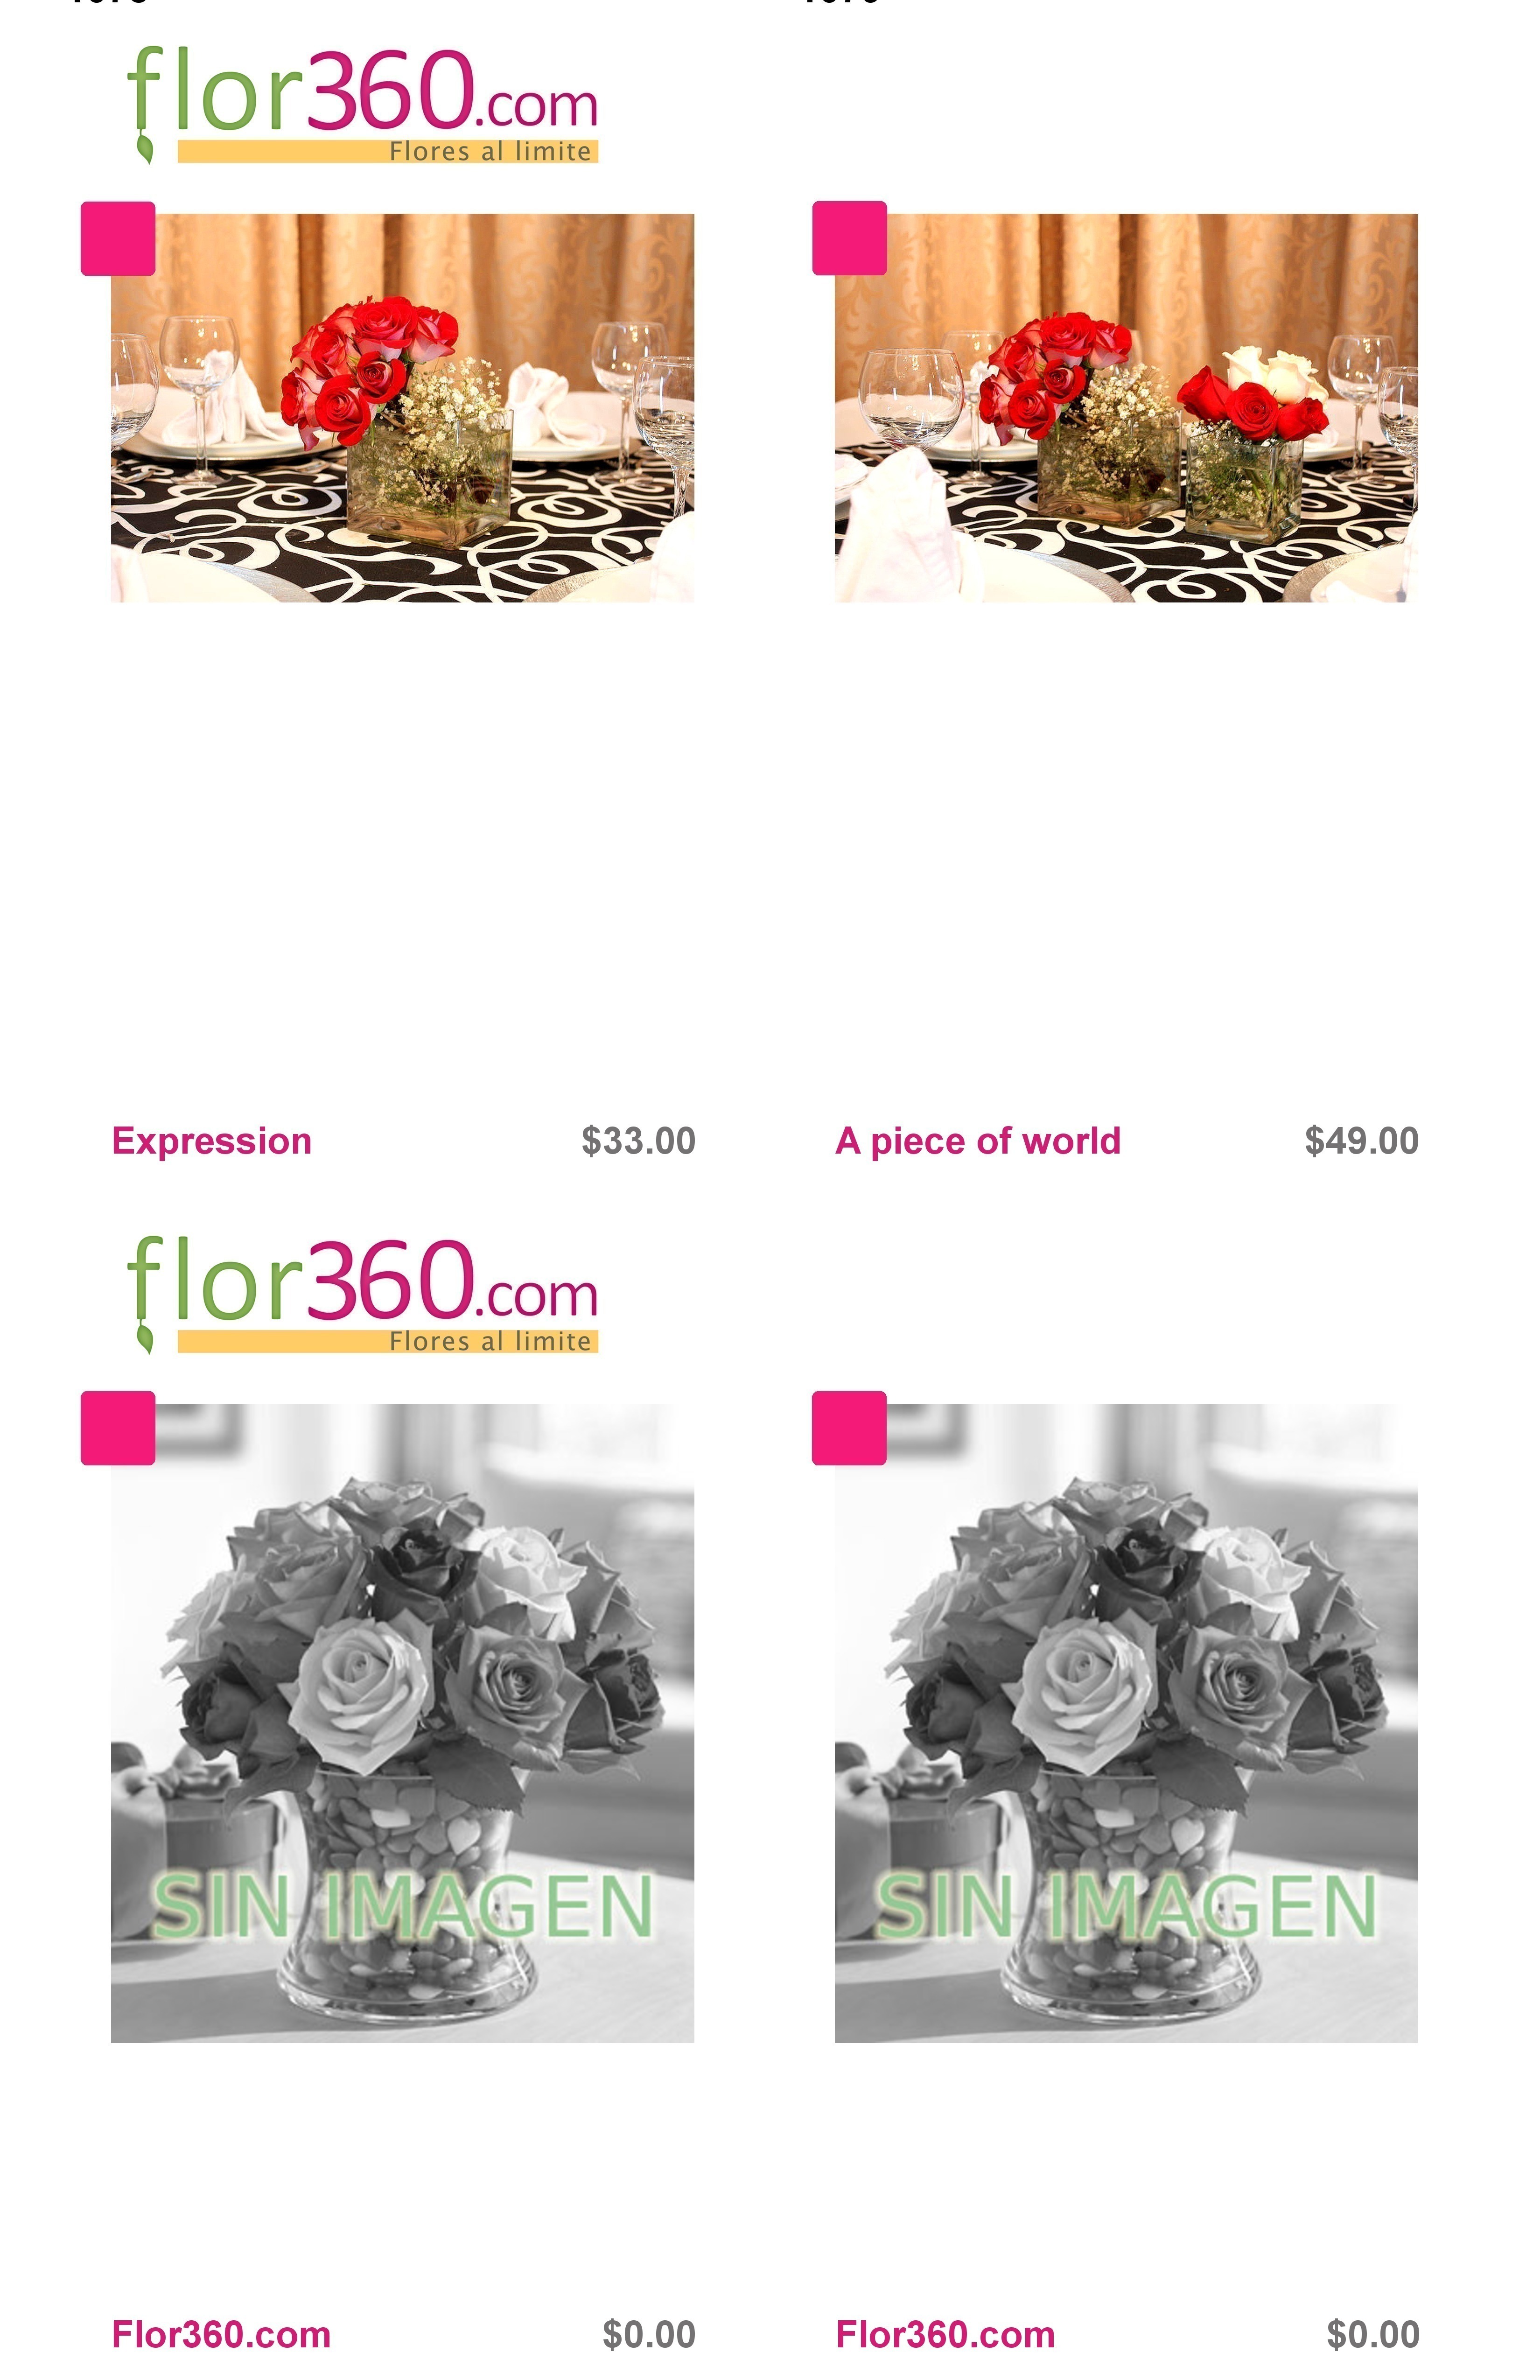 flor360.com
Flores al limite
Expression $33.00
A piece of world $49.00
flor360.com
Flores al limite
SIN IMAGEN
SIN IMAGEN
Flor360.com $0.00
Flor360.com $0.00